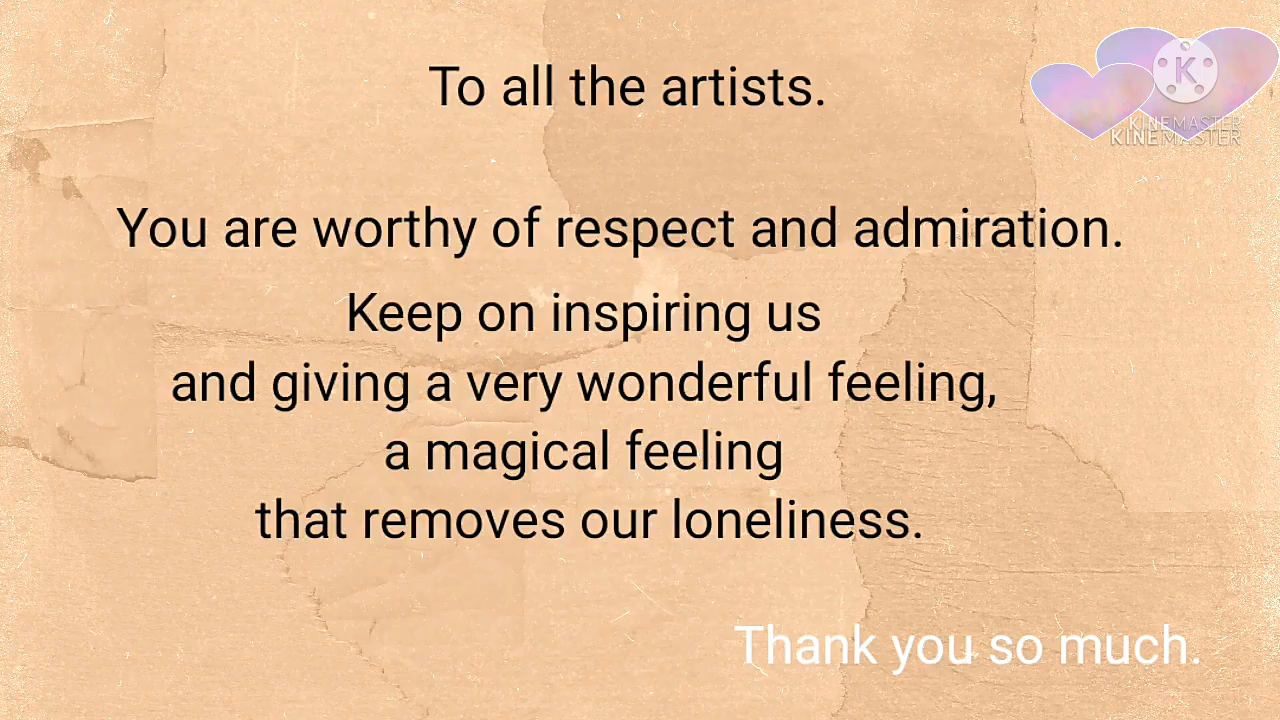 To all the artists.
K
KINEMASTER
KINEMASTER
You are worthy of respect and admiration.
Keep on inspiring us
and giving a very wonderful feeling,
a magical feeling
that removes our loneliness.
Thank you so much.